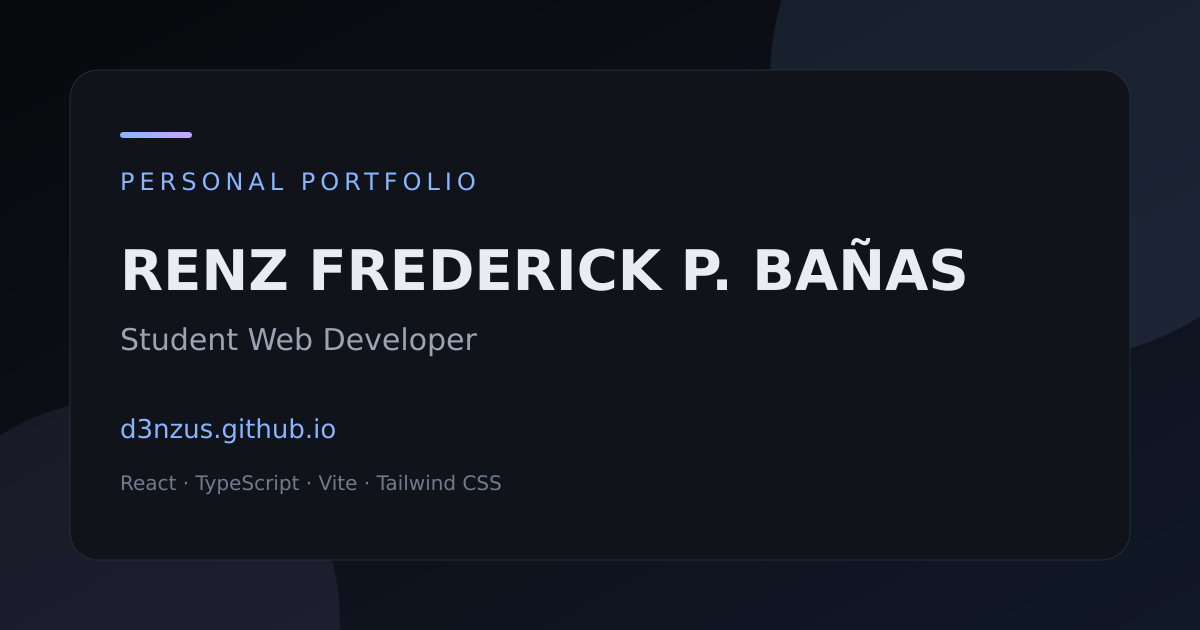 PERSONAL PORTFOLIO
RENZ FREDERICK P. BAÑAS
Student Web Developer
d3nzus.github.io
React · TypeScript · Vite · Tailwind CSS